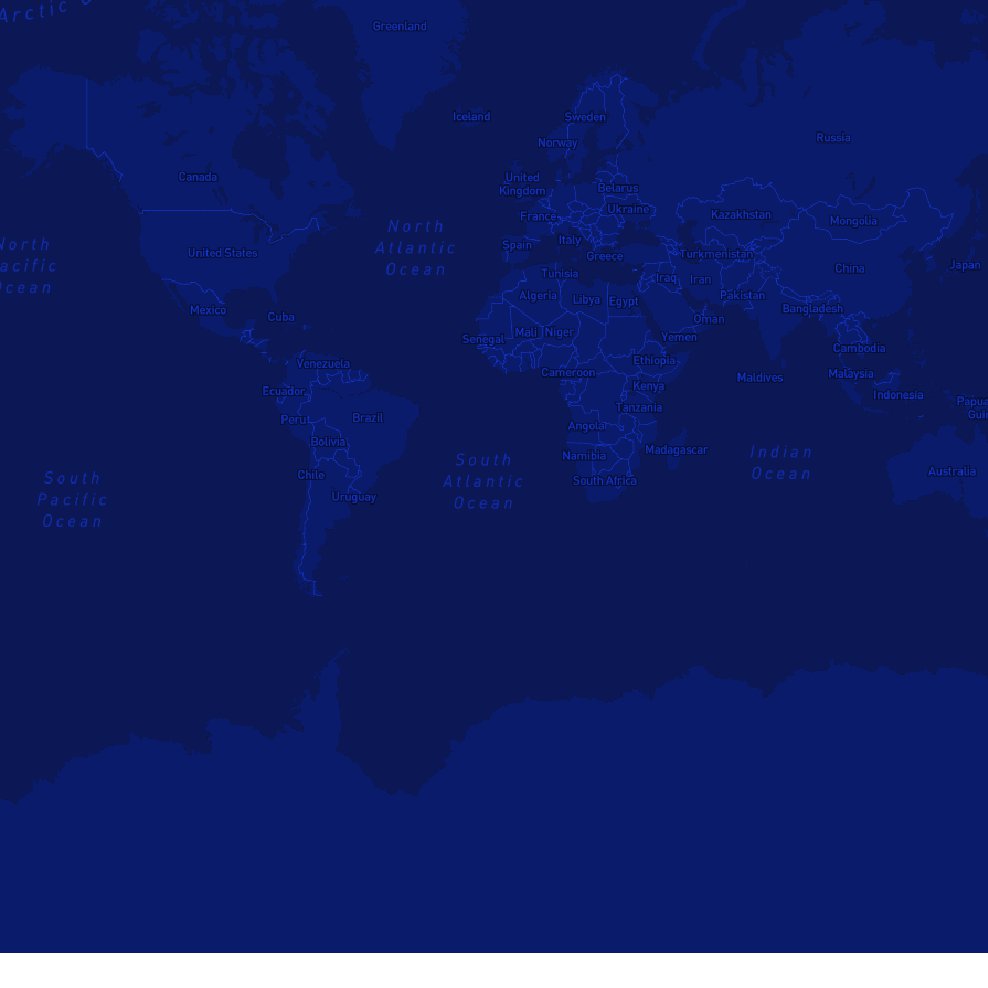 Arctic
Greenland
Iceland
Sweden
Norway
Russia
Canada
United
Kingdom
Belarus
Ukraine
France
Kazakhstan
Mongolia
North
Atlantic
Ocean
North
acific
cean
United States
Spain
Italy
Greece
Turkmenistan
China
Japan
Tunisia
Iraq
Iran
Algeria
Libya
Egypt
Pakistan
Bangladesh
Mexico
Cuba
Oman
Senegal
Mali
Niger
Yemen
Cambodia
Venezuela
Ethiopia
Cameroon
Maldives
Malaysia
Kenya
Ecuador
Indonesia
Papua
Gui
Tanzania
Peru
Brazil
Angola
Bolivia
Madagascar
Namibia
Indian
Ocean
South
Atlantic
Ocean
Chile
South Africa
Australia
South
Pacific
Ocean
Uruguay